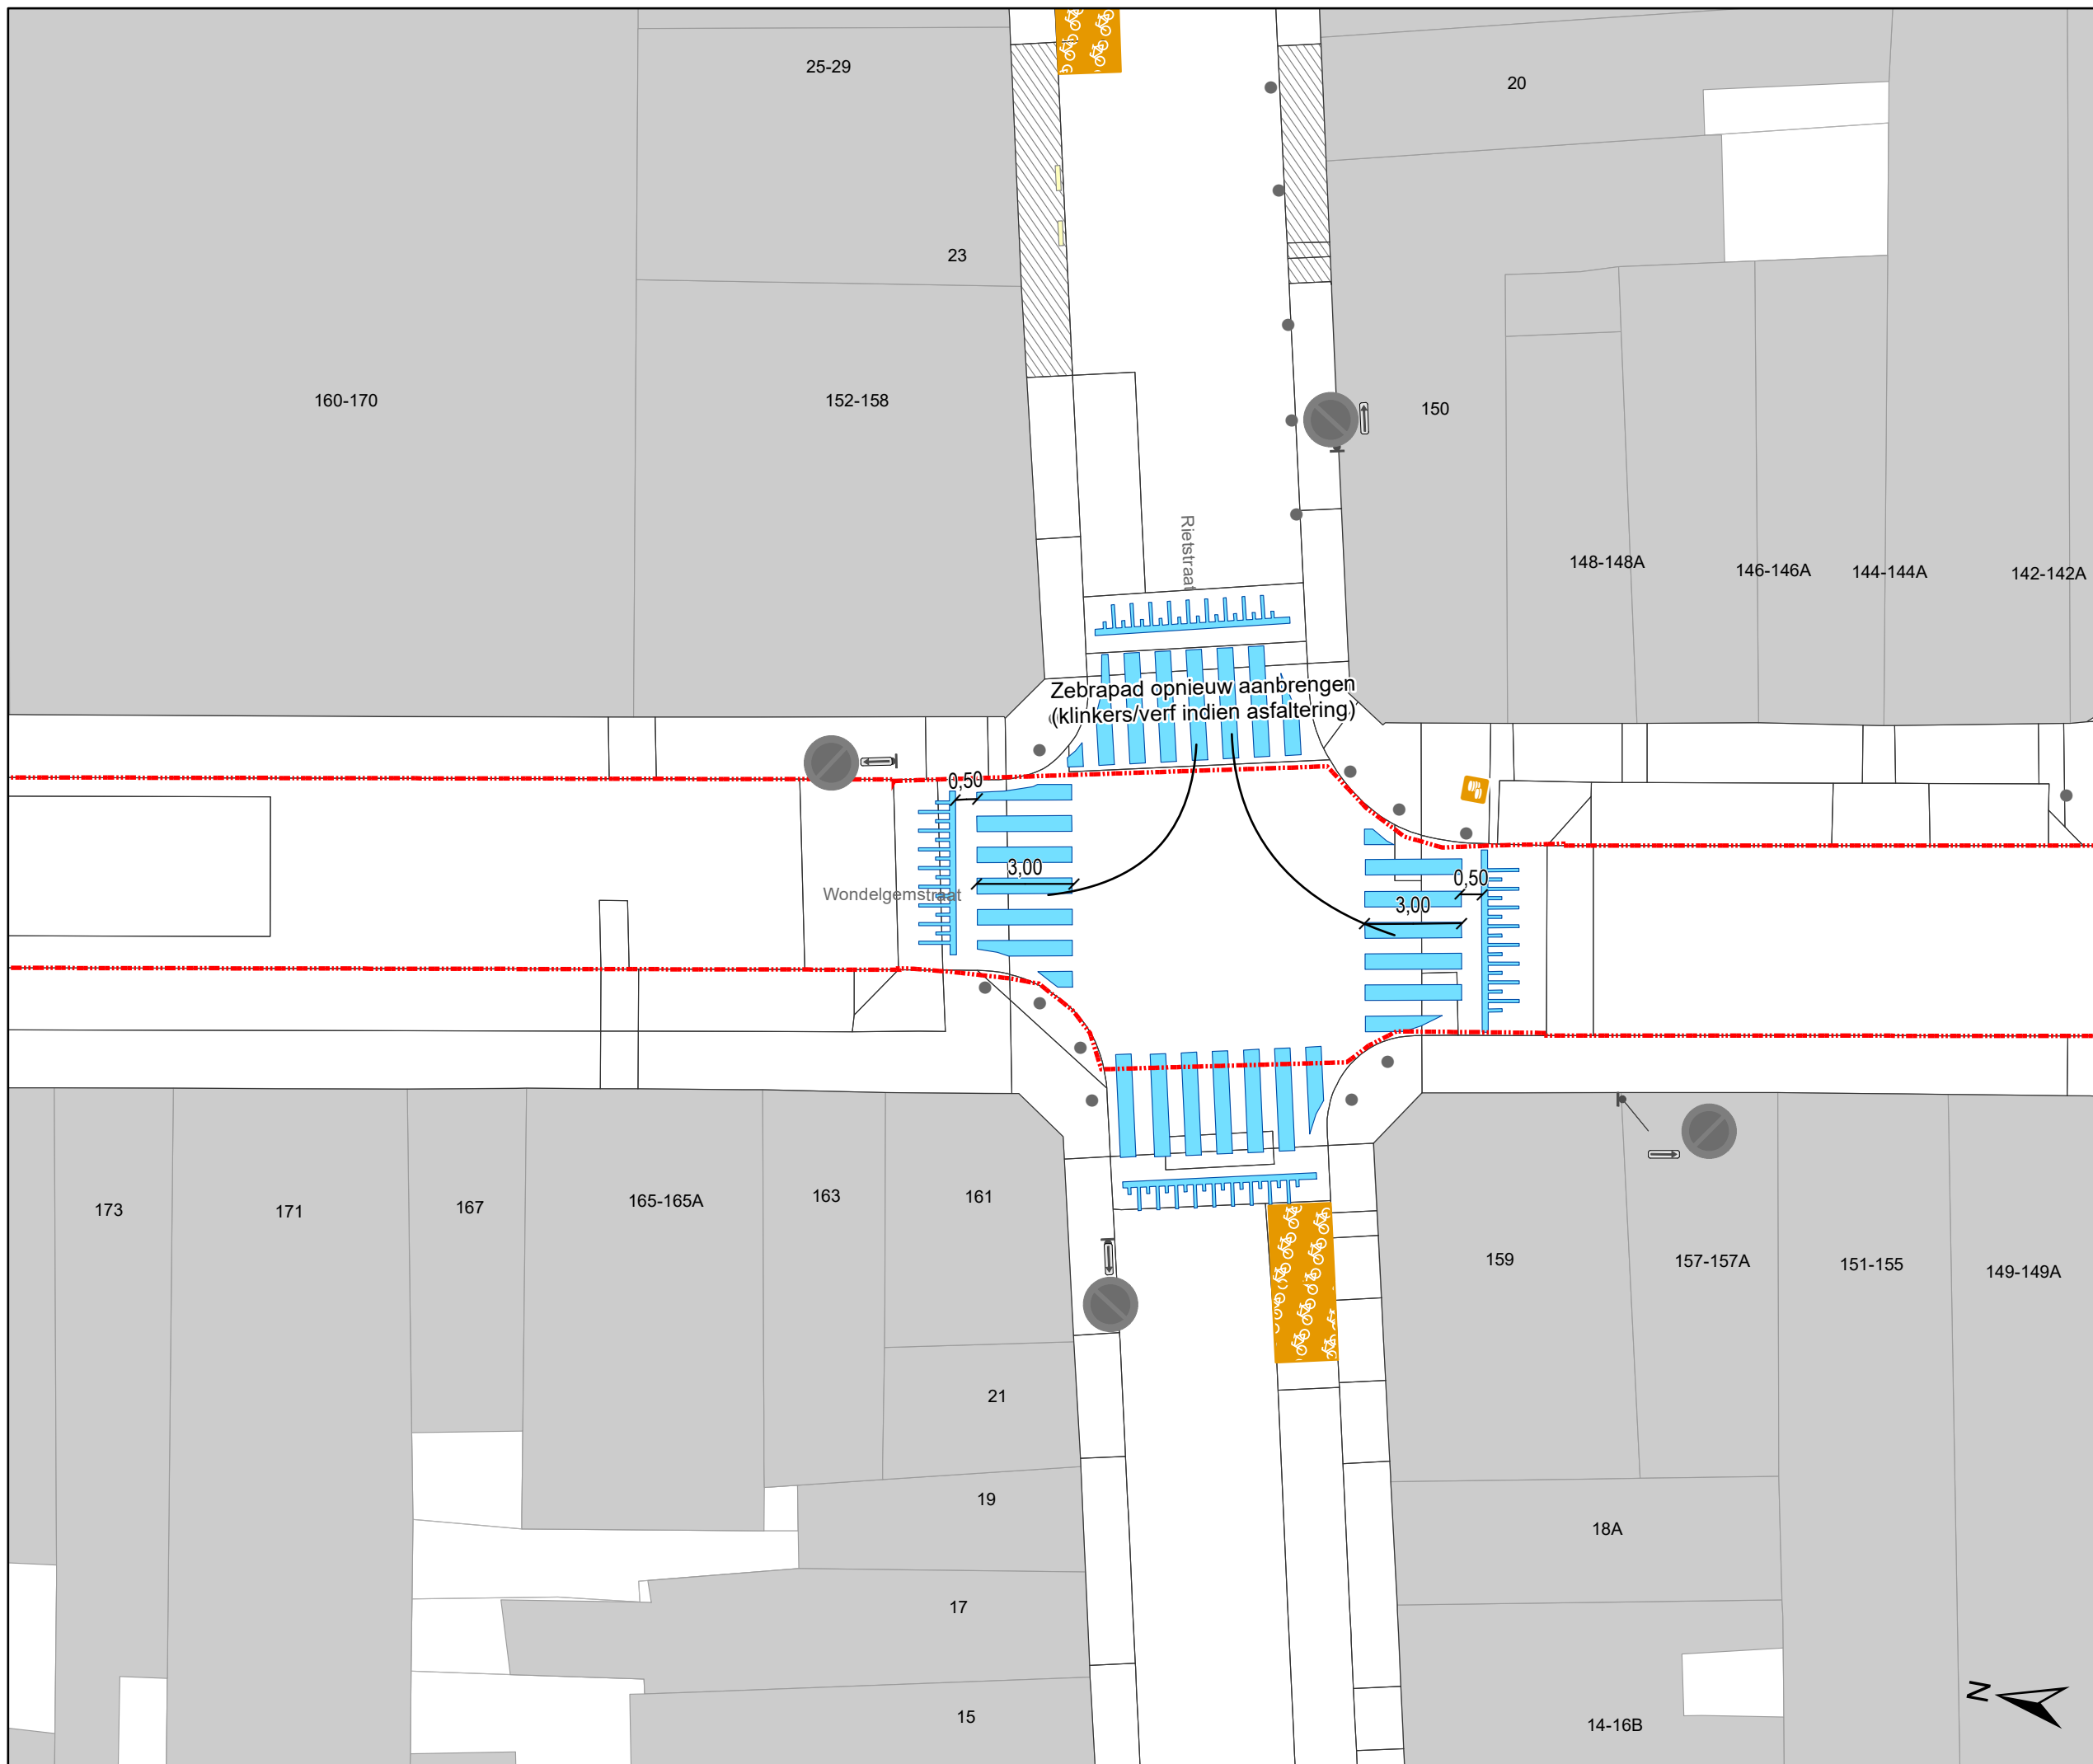 25-29
20
23
160-170
152-158
150
Rietstraat
148-148A
146-146A
144-144A
142-142A
Zebrapad opnieuw aanbrengen
(klinkers/verf indien asfaltering)
0,50
3,00
Wondelgemstraat
0,50
3,00
173
171
167
165-165A
163
161
159
157-157A
151-155
149-149A
21
19
18A
17
15
14-16B
N